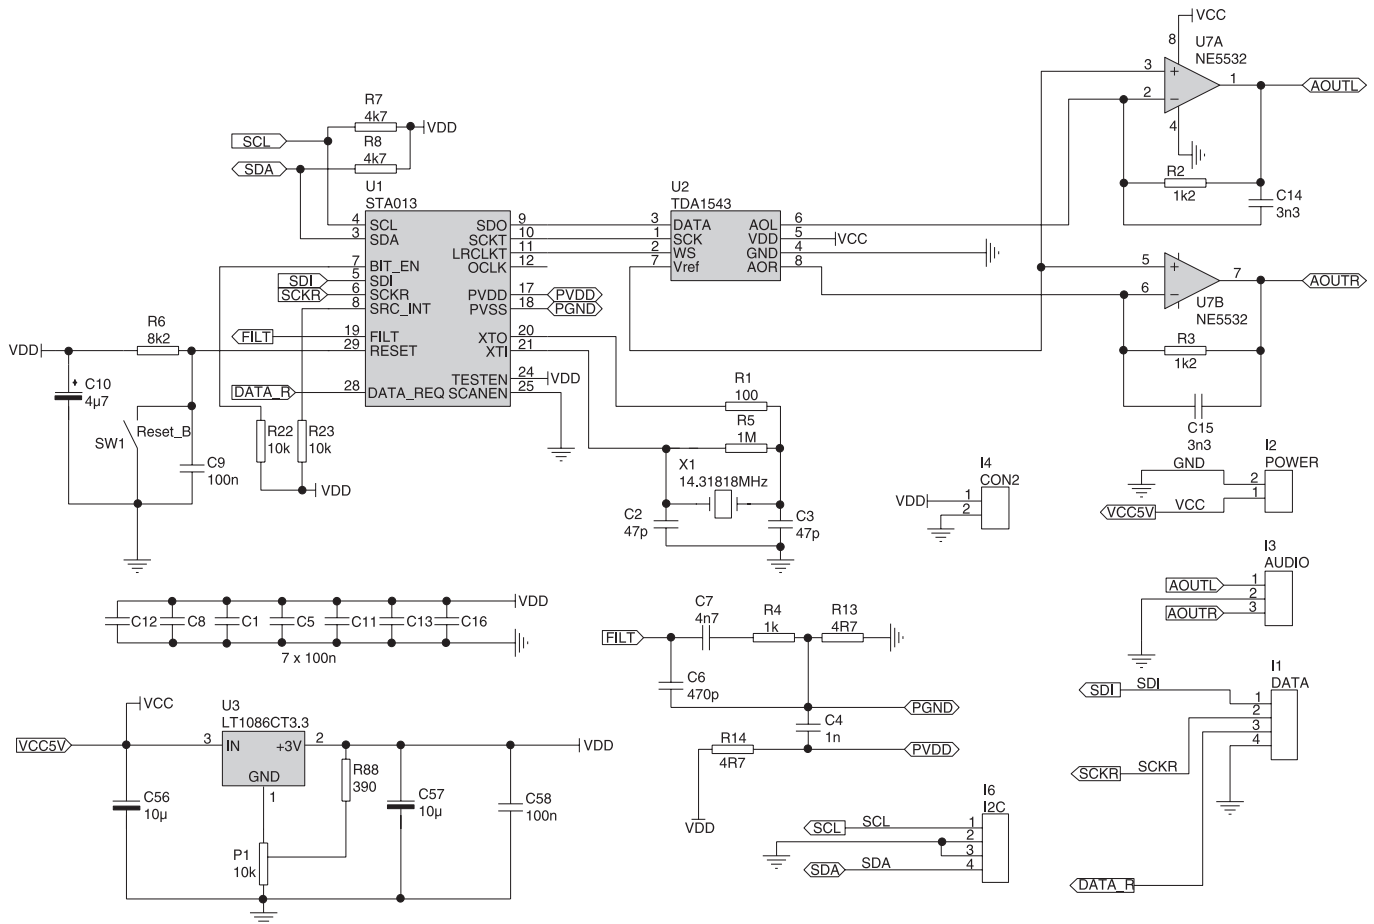 VCC
8
U7A
NE5532
3
+
1
AOUTL
2
−
4
R2
1k2
C14
3n3
R7
4k7
VDD
SCL
R8
4k7
SDA
U1
STA013
4 SCL
3 SDA
7 BIT_EN
SDI 5 SDI
SCKR 6 SCKR
8 SRC_INT
FILT 19 FILT
29 RESET
DATA_R 28 DATA_REQ
SDO 9
SCKT 10
LRCLKT 11
OCLK 12
PVDD 17 PVDD
PVSS 18 PGND
XTO 20
XTI 21
TESTEN 24 VDD
SCANEN 25
U2
TDA1543
3 DATA
1 SCK
2 WS
7 Vref
AOL 6
VDD 5 VCC
GND 4
AOR 8
5
+
7
AOUTR
6
−
U7B
NE5532
R3
1k2
C15
3n3
R6
8k2
VDD
C10
+
4µ7
SW1
Reset_B
C9
100n
R22
10k
R23
10k
VDD
R1
100
R5
1M
X1
14.31818MHz
C2
47p
C3
47p
I4
CON2
VDD 1
2
I2
POWER
GND 2
1
VCC5V VCC
I3
AUDIO
AOUTL 1
2
AOUTR 3
I1
DATA
SDI SDI 1
2
3
4
SCKR SCKR
DATA_R
C12 C8 C1 C5 C11 C13 C16
VDD
7 x 100n
FILT
C7
4n7
R4
1k
R13
4R7
C6
470p
PGND
C4
1n
R14
4R7
PVDD
VDD
VCC
VCC5V
U3
LT1086CT3.3
3 IN +3V 2
GND
1
VDD
R88
390
C56
10µ
C57
10µ
C58
100n
P1
10k
I6
I2C
SCL SCL 1
2
3
SDA SDA 4